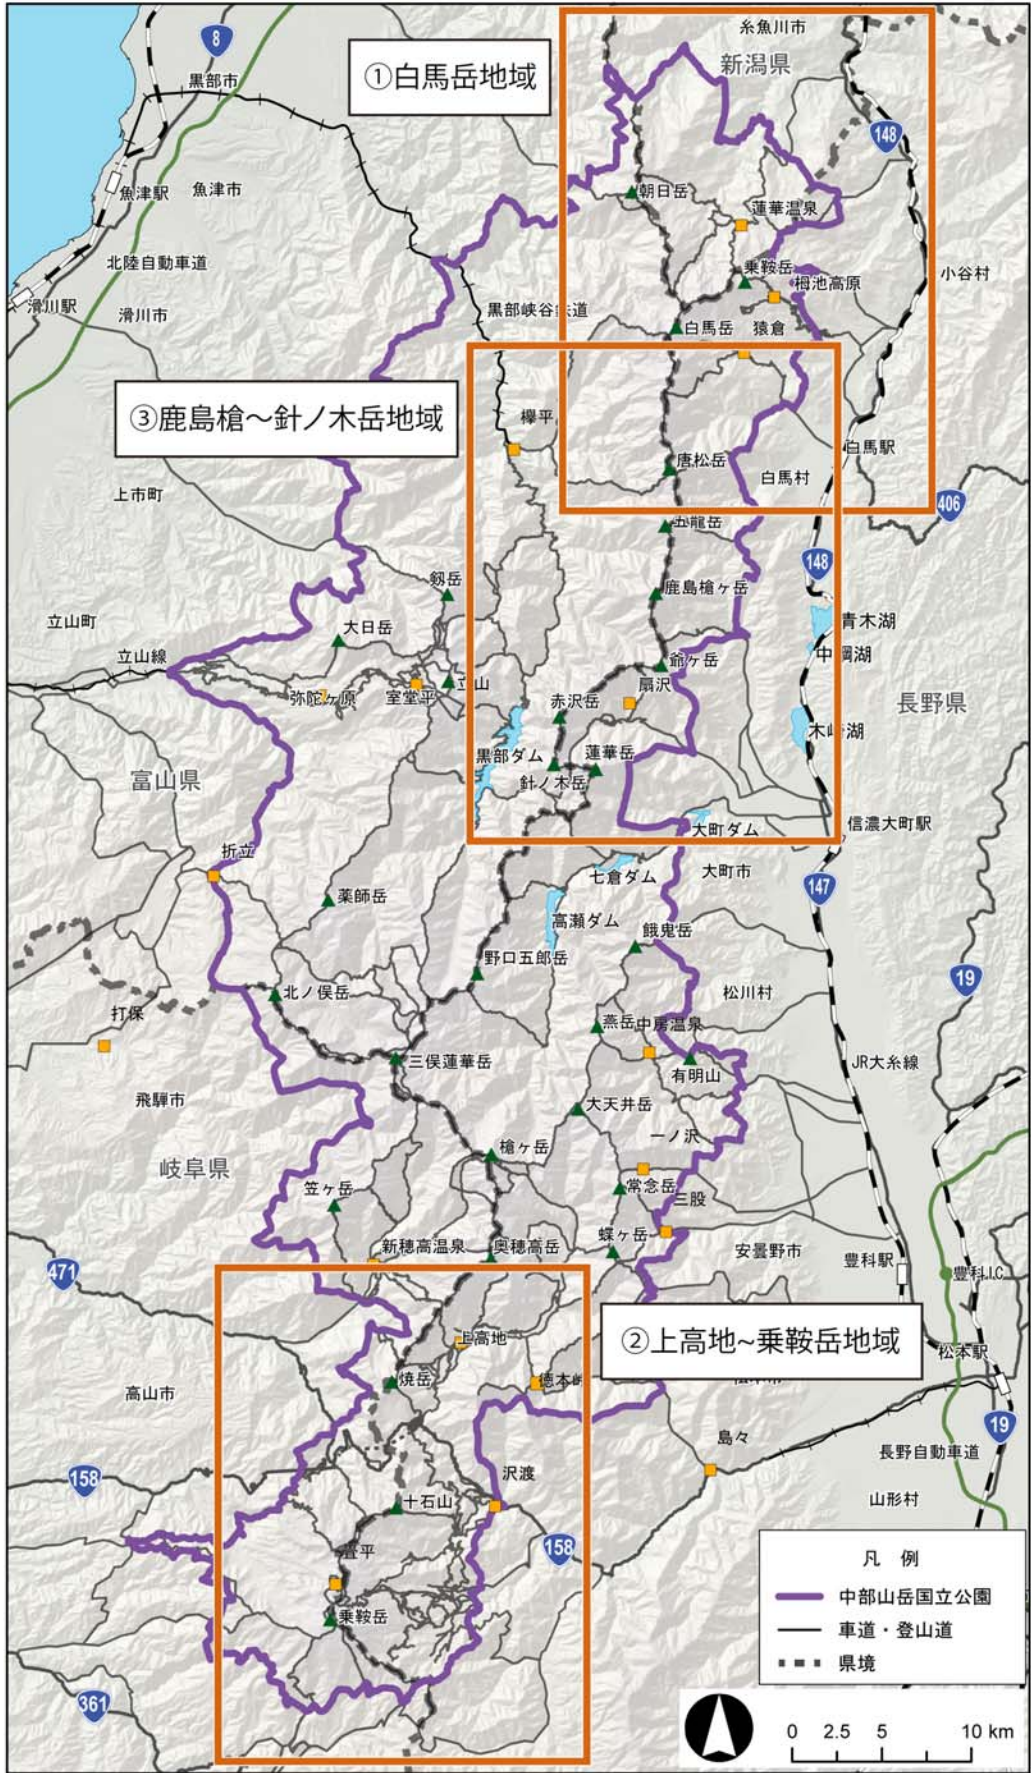 糸魚川市
8
新潟県
①白馬岳地域
黒部市
148
魚津駅
魚津市
朝日岳
蓮華温泉
北陸自動車道
乗鞍岳
小谷村
栂池高原
滑川駅
滑川市
黒部峡谷鉄道
白馬岳
猿倉
③鹿島槍～針ノ木岳地域
欅平
白馬駅
唐松岳
白馬村
上市町
406
五龍岳
148
剱岳
鹿島槍ヶ岳
立山町
大日岳
青木湖
中綱湖
立山線
爺ヶ岳
弥陀ヶ原
室堂平
立山
扇沢
赤沢岳
長野県
木崎湖
黒部ダム
蓮華岳
富山県
針ノ木岳
大町ダム
信濃大町駅
折立
七倉ダム
大町市
147
薬師岳
高瀬ダム
餓鬼岳
野口五郎岳
19
北ノ俣岳
松川村
打保
燕岳
中房温泉
三俣蓮華岳
JR大糸線
有明山
飛騨市
大天井岳
一ノ沢
槍ヶ岳
岐阜県
笠ヶ岳
常念岳
三股
新穂高温泉
奥穂高岳
蝶ヶ岳
安曇野市
豊科駅
471
豊科IC
②上高地~乗鞍岳地域
上高地
松本駅
焼岳
徳本峠
高山市
19
島々
158
沢渡
長野自動車道
十石山
山形村
158
畳平
乗鞍岳
361
凡 例
中部山岳国立公園
車道・登山道
県境
0 2.5 5 10 km